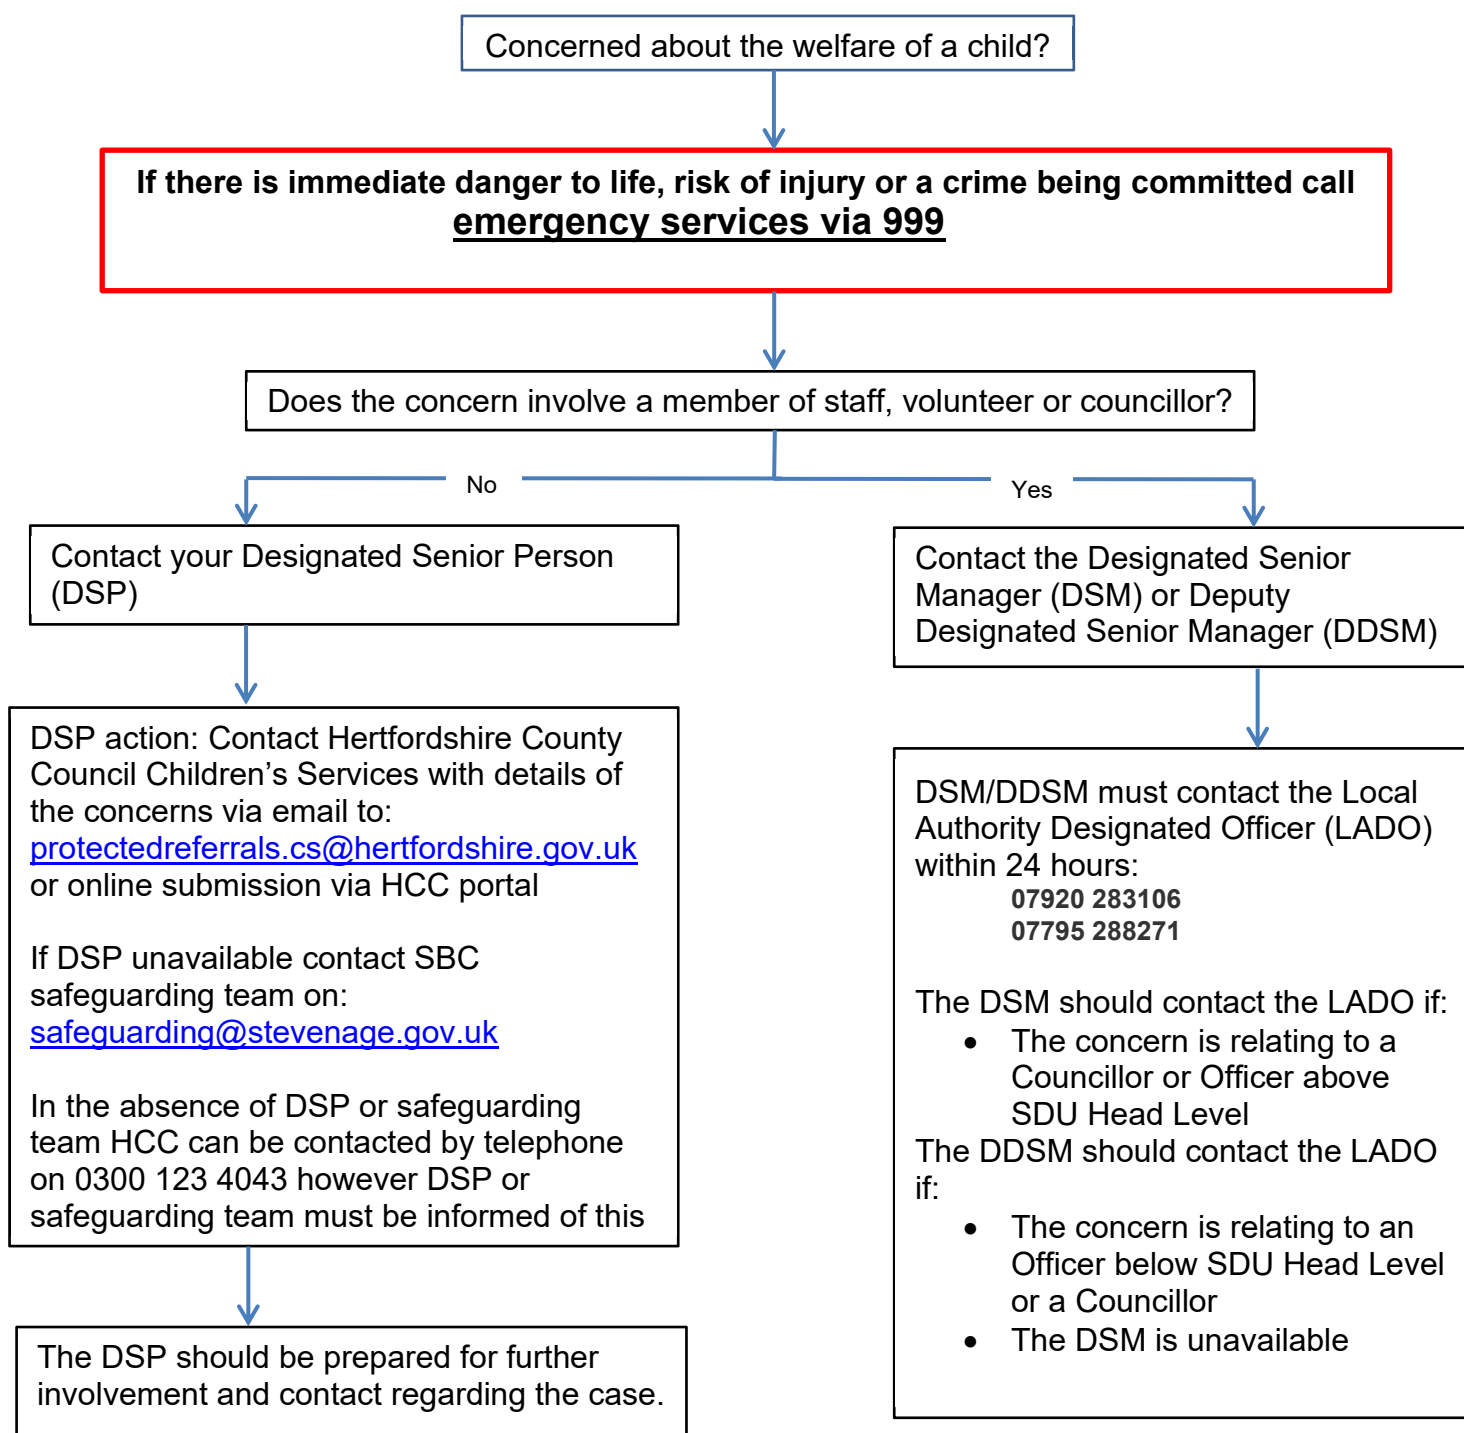 Concerned about the welfare of a child?
If there is immediate danger to life, risk of injury or a crime being committed call
emergency services via 999
Does the concern involve a member of staff, volunteer or councillor?
No
Yes
Contact your Designated Senior Person
(DSP)
DSP action: Contact Hertfordshire County
Council Children’s Services with details of
the concerns via email to:
protectedreferrals.cs@hertfordshire.gov.uk
or online submission via HCC portal
If DSP unavailable contact SBC
safeguarding team on:
safeguarding@stevenage.gov.uk
In the absence of DSP or safeguarding
team HCC can be contacted by telephone
on 0300 123 4043 however DSP or
safeguarding team must be informed of this
The DSP should be prepared for further
involvement and contact regarding the case.
Contact the Designated Senior
Manager (DSM) or Deputy
Designated Senior Manager (DDSM)
DSM/DDSM must contact the Local
Authority Designated Officer (LADO)
within 24 hours:
07920 283106
07795 288271
The DSM should contact the LADO if:
• The concern is relating to a
Councillor or Officer above
SDU Head Level
The DDSM should contact the LADO
if:
• The concern is relating to an
Officer below SDU Head Level
or a Councillor
• The DSM is unavailable